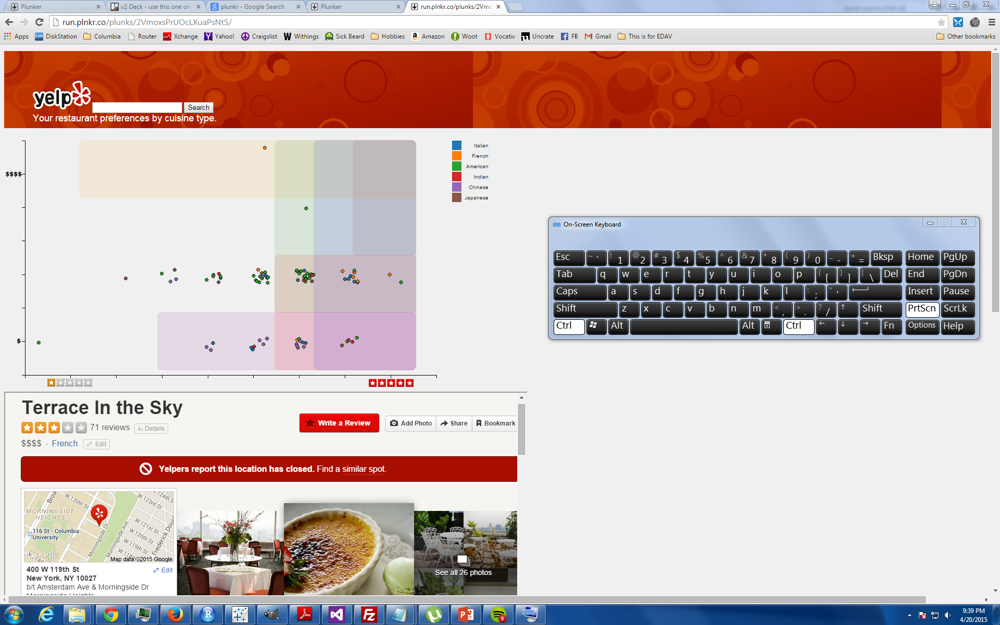 Plunker
v2 Deck - use this one on
plunkr - Google Search
Plunker
run.plnkr.co/plunks/2Vmo
run.plnkr.co/plunks/2VmoxsPrUOcLXuaPsNtS/
Apps
DSM DiskStation
Columbia
Router
Xchange
Yahoo!
Craigslist
Withings
Sick Beard
Hobbies
Amazon
Woot
Vocativ
Uncrate
FB
Gmail
This is for EDAV
Other bookmarks
yelp
Search
Your restaurant preferences by cuisine type.
$$$$
$
Italian
French
American
Indian
Chinese
Japanese
On-Screen Keyboard
Esc ~ ` ! 1 @ 2 # 3 $ 4 % 5 ^ 6 & 7 * 8 ( 9 ) 0 _ - + = Bksp Home PgUp
Tab q w e r t y u i o p { [ } ] | \ Del End PgDn
Caps a s d f g h j k l : ; " ' Insert Pause
Shift z x c v b n m < , > . ? / ↑ Shift PrtScn ScrLk
Ctrl Alt Alt Ctrl ← ↓ → Fn Options Help
Terrace In the Sky
71 reviews Details
Write a Review
Add Photo
Share
Bookmark
$$$$ · French Edit
Yelpers report this location has closed. Find a similar spot.
Broa
W 120th St
W 124th S
W 123rd St
MORNINGSIDE
HEIGHTS
116 St - Columbia
University
Morningside Dr
Morningside Ave
W 121st St
W 120th St
W 119th St
W 118th
Frederick Doug
Google
Map data ©2015 Google
400 W 119th St
Edit
New York, NY 10027
b/t Amsterdam Ave & Morningside Dr
Morningside Heights
See all 26 photos
9
9:39 PM
4/20/2015